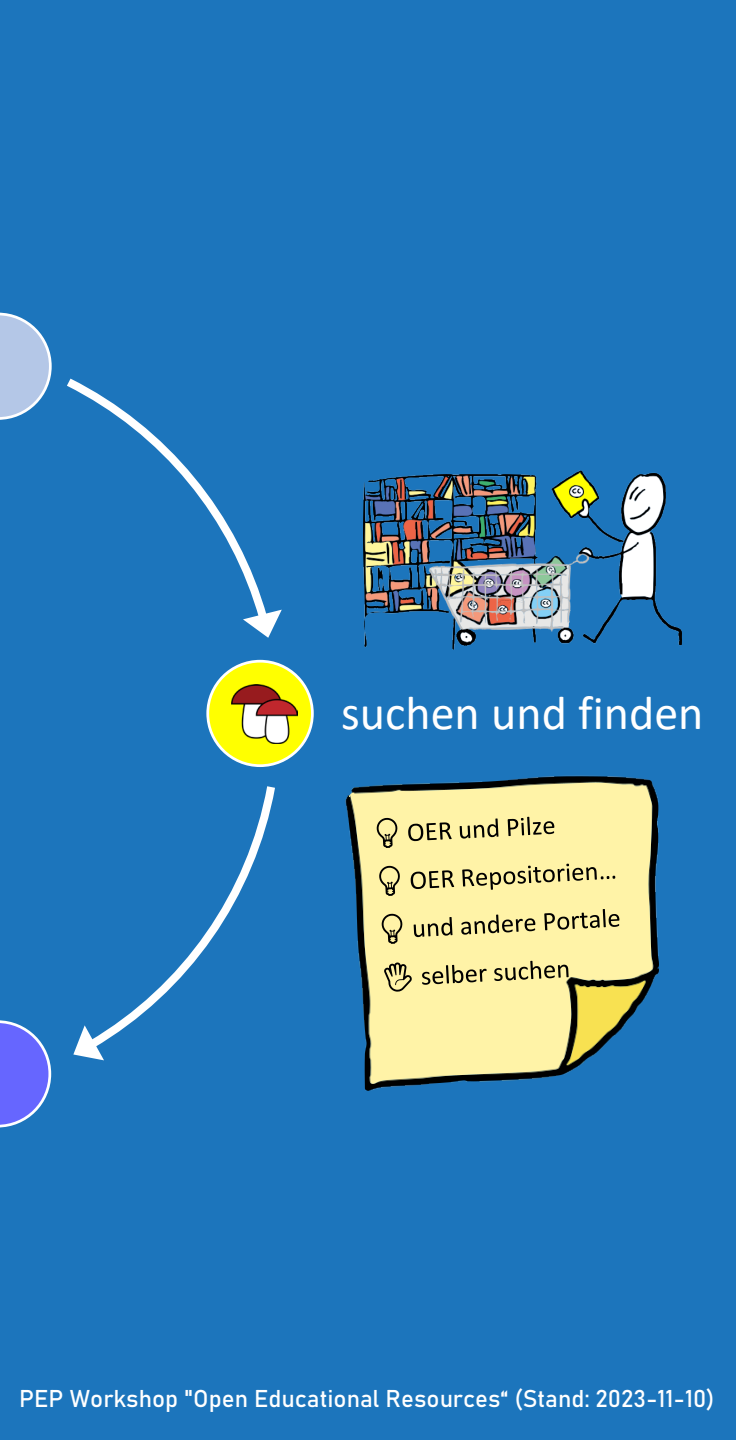 suchen und finden
OER und Pilze
OER Repositorien...
und andere Portale
selber suchen
PEP Workshop "Open Educational Resources“ (Stand: 2023-11-10)